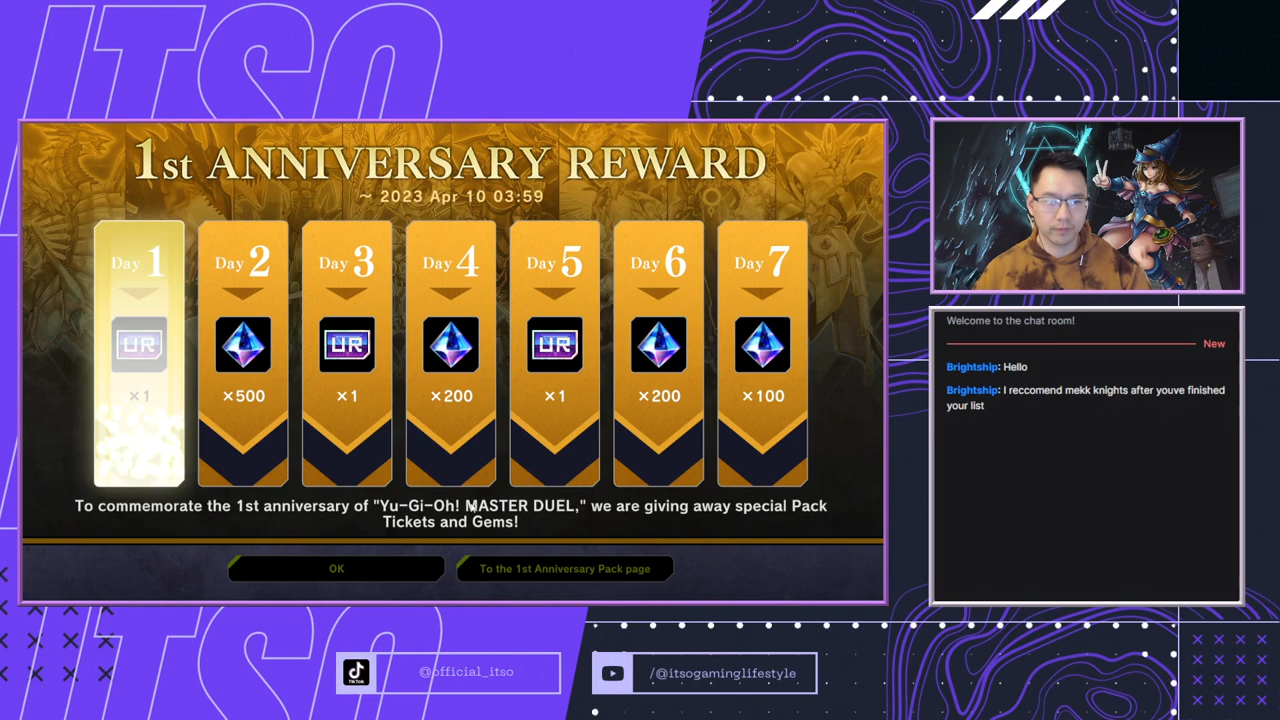 ITSO
1st ANNIVERSARY REWARD
~ 2023 Apr 10 03:59
Day 1
Day 2
Day 3
Day 4
Day 5
Day 6
Day 7
UR
UR
UR
×1
×500
×1
×200
×1
×200
×100
To commemorate the 1st anniversary of "Yu-Gi-Oh! MASTER DUEL," we are giving away special Pack
Tickets and Gems!
OK
To the 1st Anniversary Pack page
Welcome to the chat room!
New
Brightship: Hello
Brightship: I reccomend mekk knights after youve finished
your list
ITSO
TikTok
@official_itso
/@itsogaminglifestyle